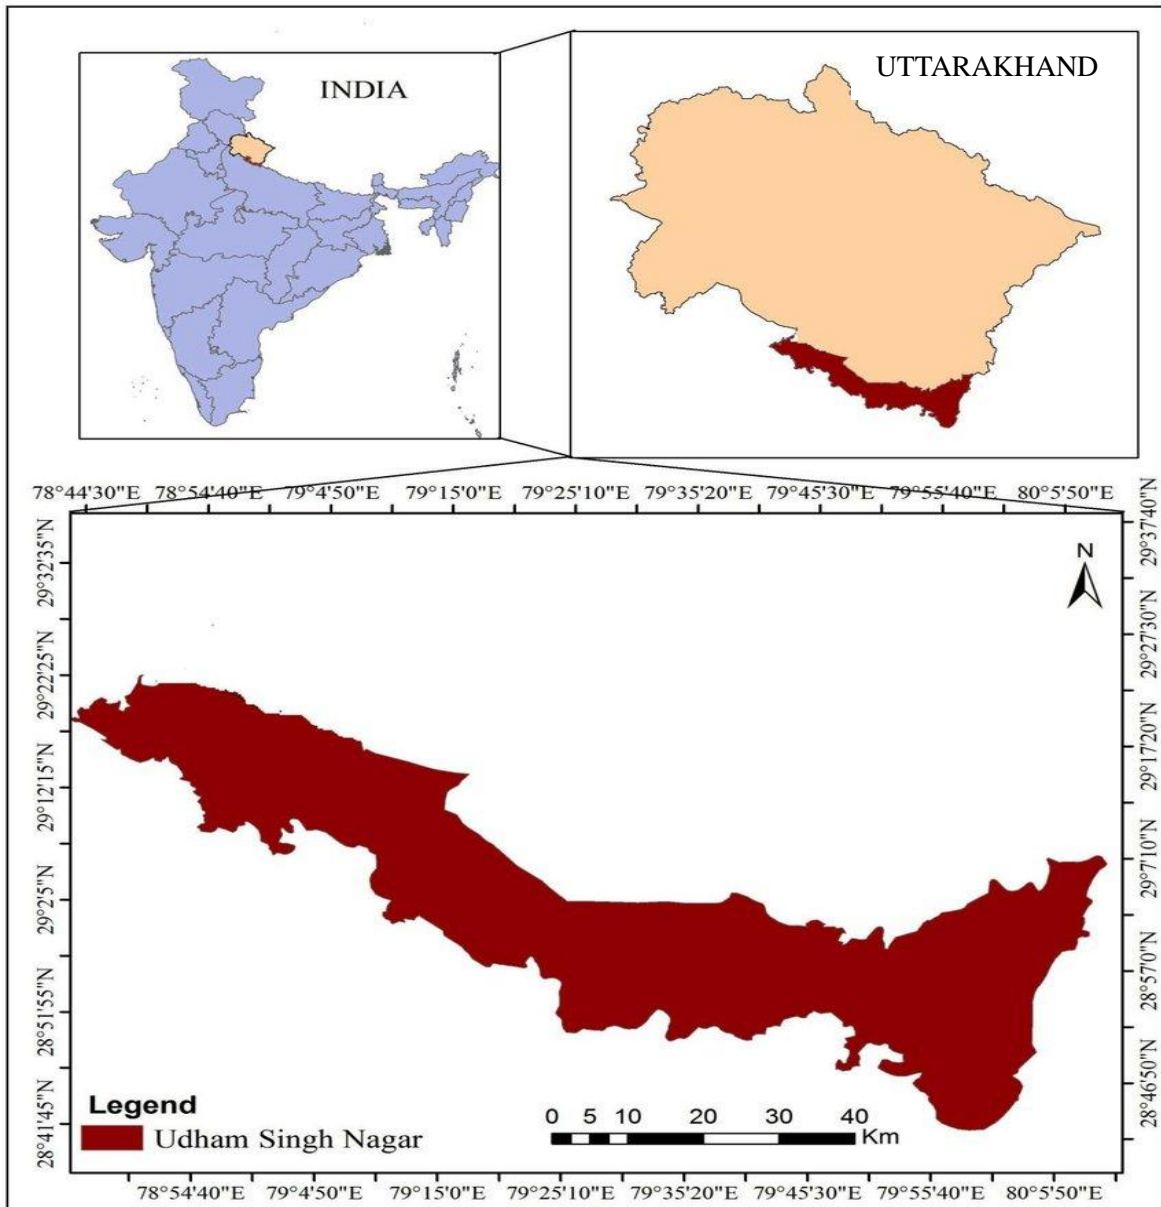 INDIA
UTTARAKHAND
78°44'30"E 78°54'40"E 79°4'50"E 79°15'0"E 79°25'10"E 79°35'20"E 79°45'30"E 79°55'40"E 80°5'50"E
29°32'35"N
29°22'25"N
29°12'15"N
29°2'5"N
28°51'55"N
28°41'45"N
N
29°37'40"N
29°27'30"N
29°17'20"N
29°7'10"N
28°57'0"N
28°46'50"N
Legend
Udham Singh Nagar
0 5 10 20 30 40
Km
78°54'40"E 79°4'50"E 79°15'0"E 79°25'10"E 79°35'20"E 79°45'30"E 79°55'40"E 80°5'50"E